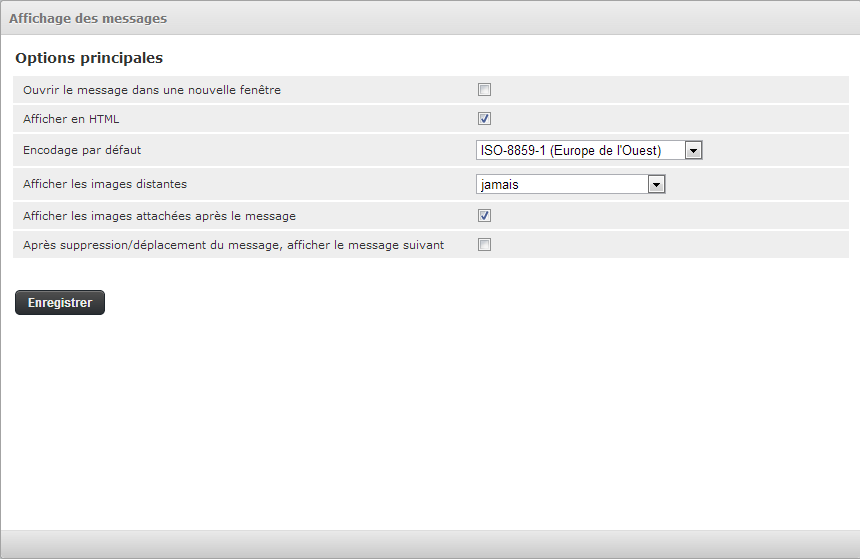 Affichage des messages
Options principales
Ouvrir le message dans une nouvelle fenêtre
Afficher en HTML
Encodage par défaut ISO-8859-1 (Europe de l'Ouest)
Afficher les images distantes jamais
Afficher les images attachées après le message
Après suppression/déplacement du message, afficher le message suivant
Enregistrer